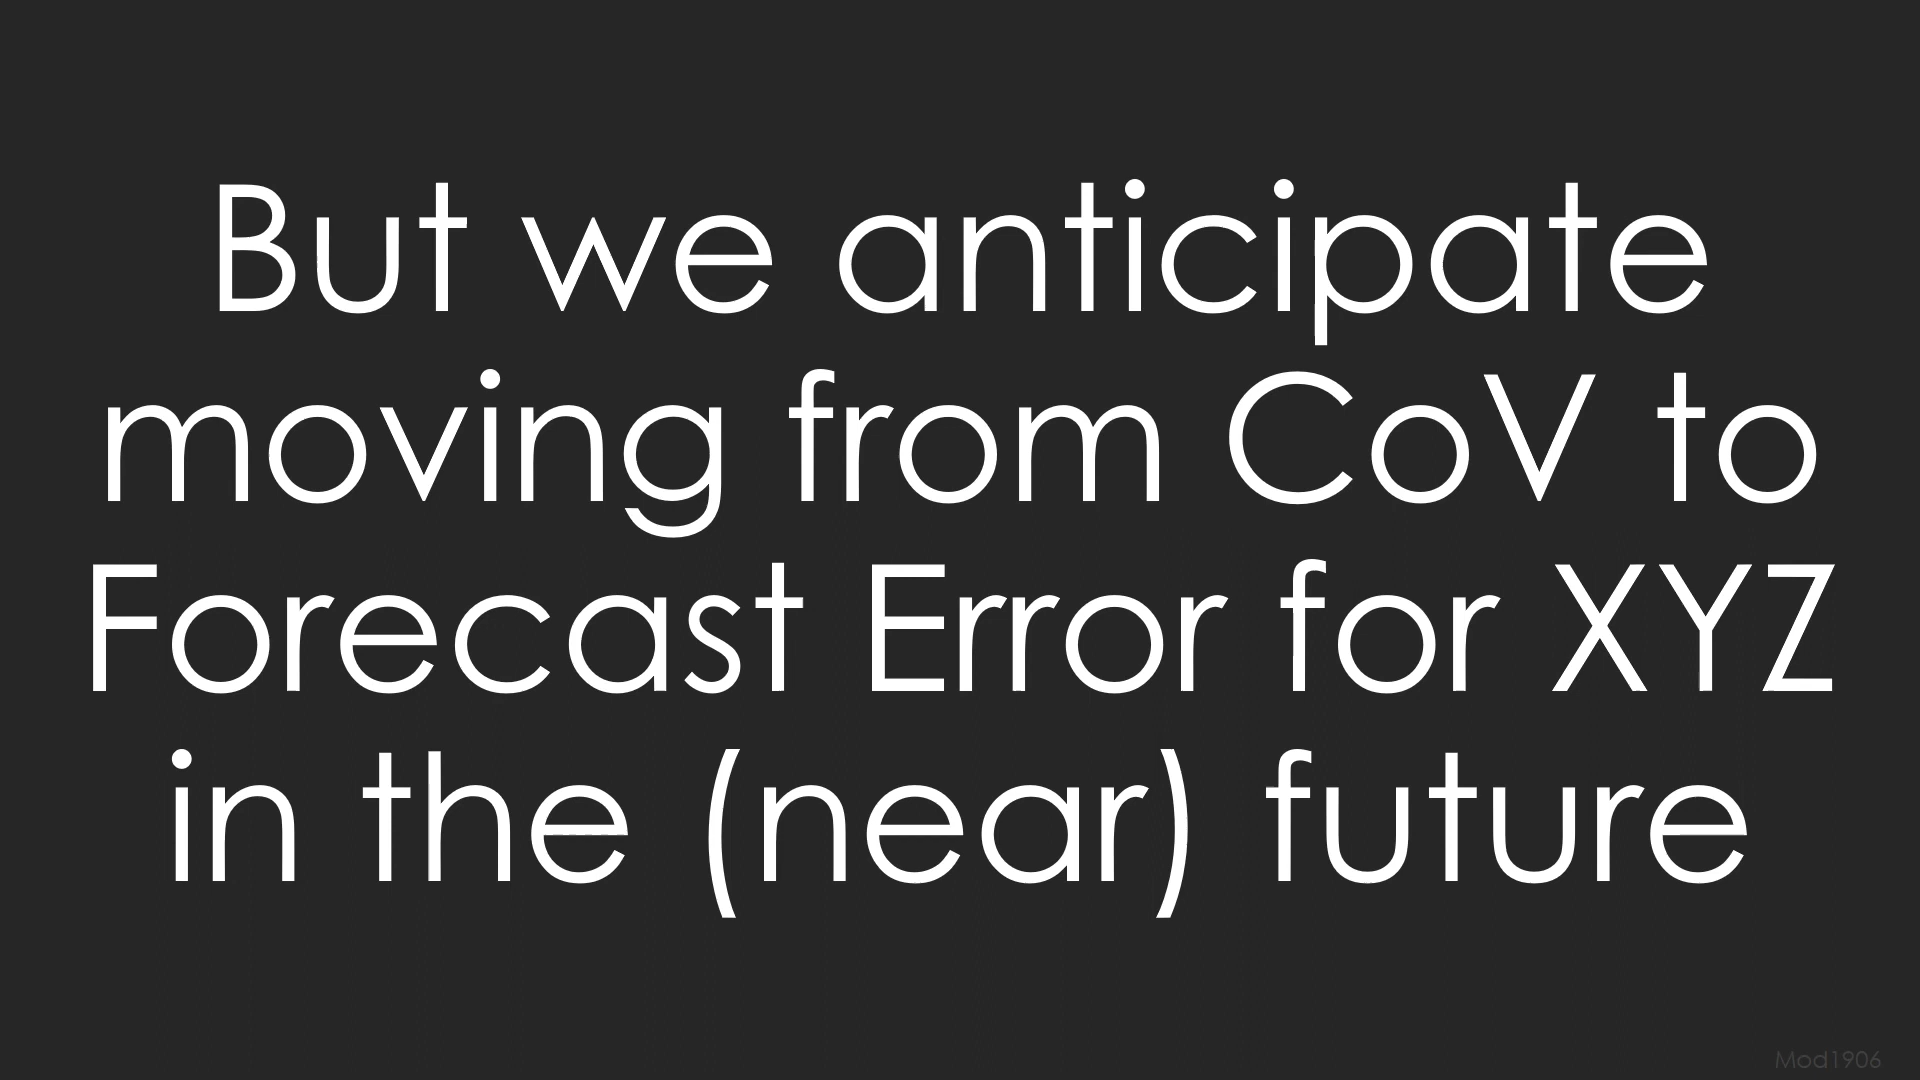 But we anticipate
moving from CoV to
Forecast Error for XYZ
in the (near) future
Mod1906